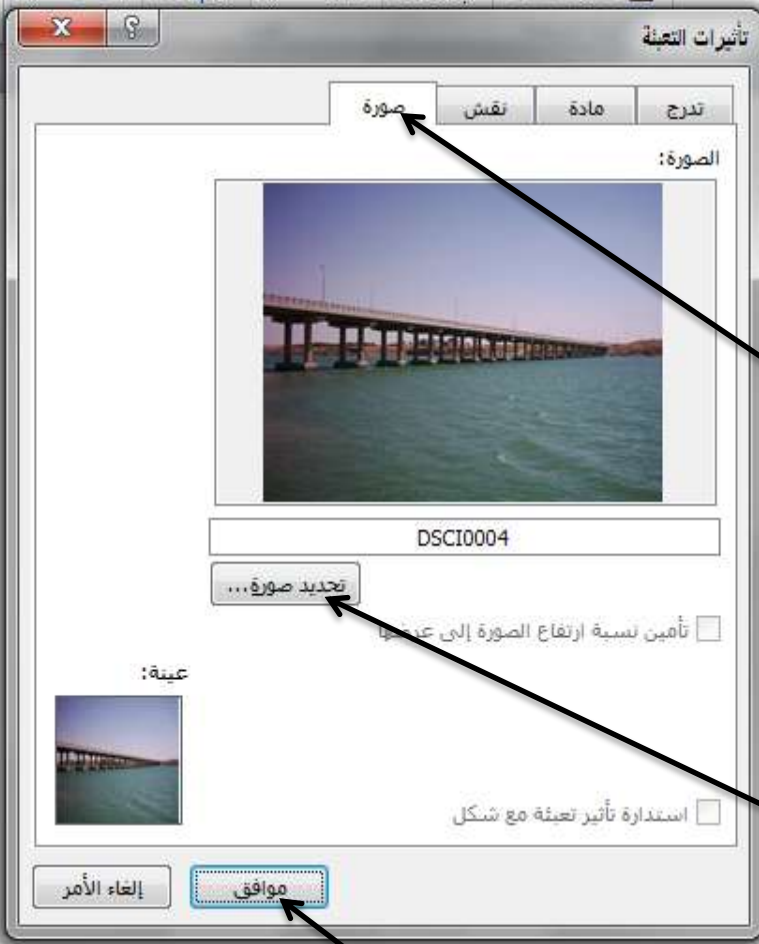 تأثيرات التعبئة
تدرج مادة نقش صورة
الصورة:
DSCI0004
تحديد صورة...
تأمين نسبة ارتفاع الصورة إلى عرضها
عينة:
استدارة تأثير تعبئة مع شكل
موافق إلغاء الأمر